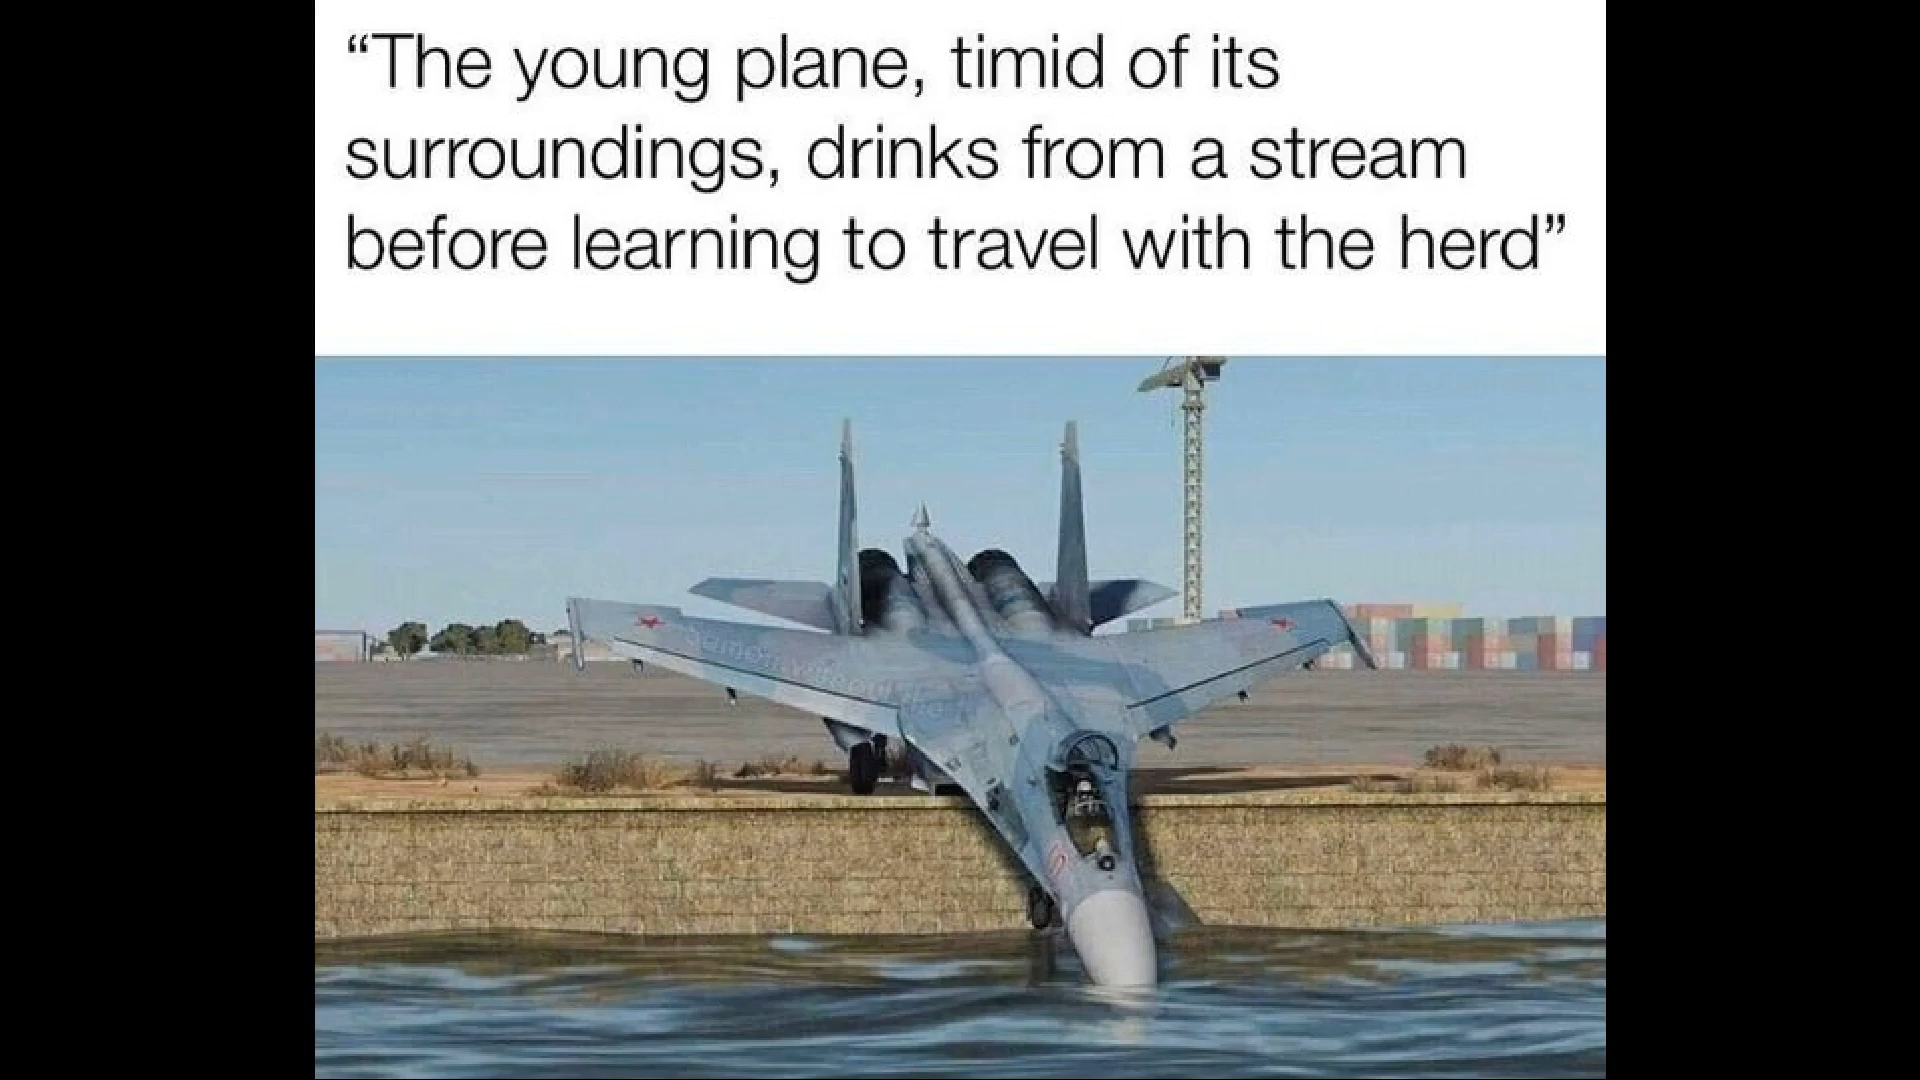 “The young plane, timid of its
surroundings, drinks from a stream
before learning to travel with the herd”